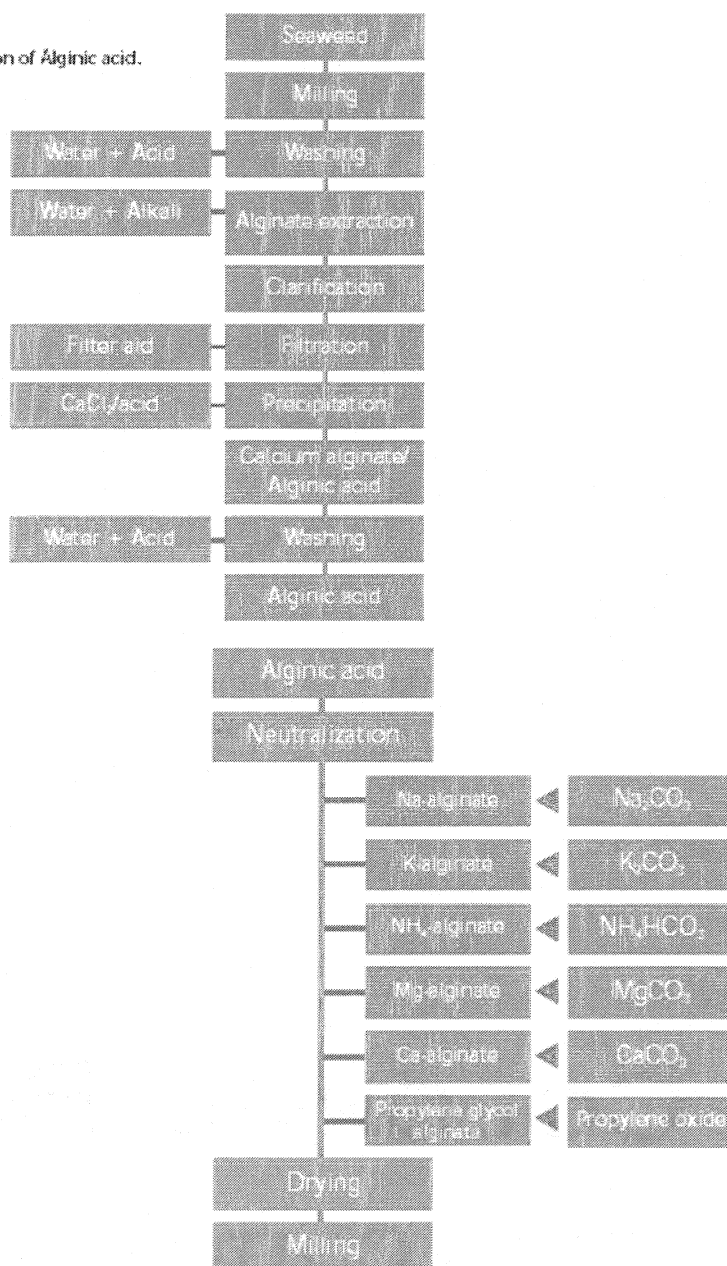 on of Alginic acid.
Seaweed
Milling
Water + Acid
Washing
Water + Alkali
Alginate extraction
Clarification
Filter aid
Filtration
CaCl₂/acid
Precipitation
Calcium alginate/
Alginic acid
Water + Acid
Washing
Alginic acid
Alginic acid
Neutralization
Na-alginate
Na₂CO₃
K-alginate
K₂CO₃
NH₄-alginate
NH₄HCO₃
Mg-alginate
MgCO₃
Ca-alginate
CaCO₃
Propylene glycol
alginate
Propylene oxide
Drying
Milling